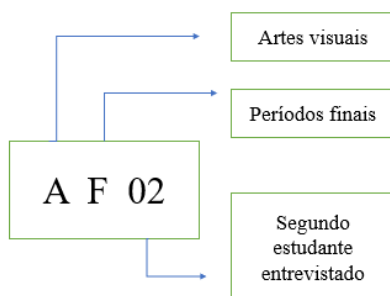 Artes visuais
Períodos finais
A F 02
Segundo
estudante
entrevistado